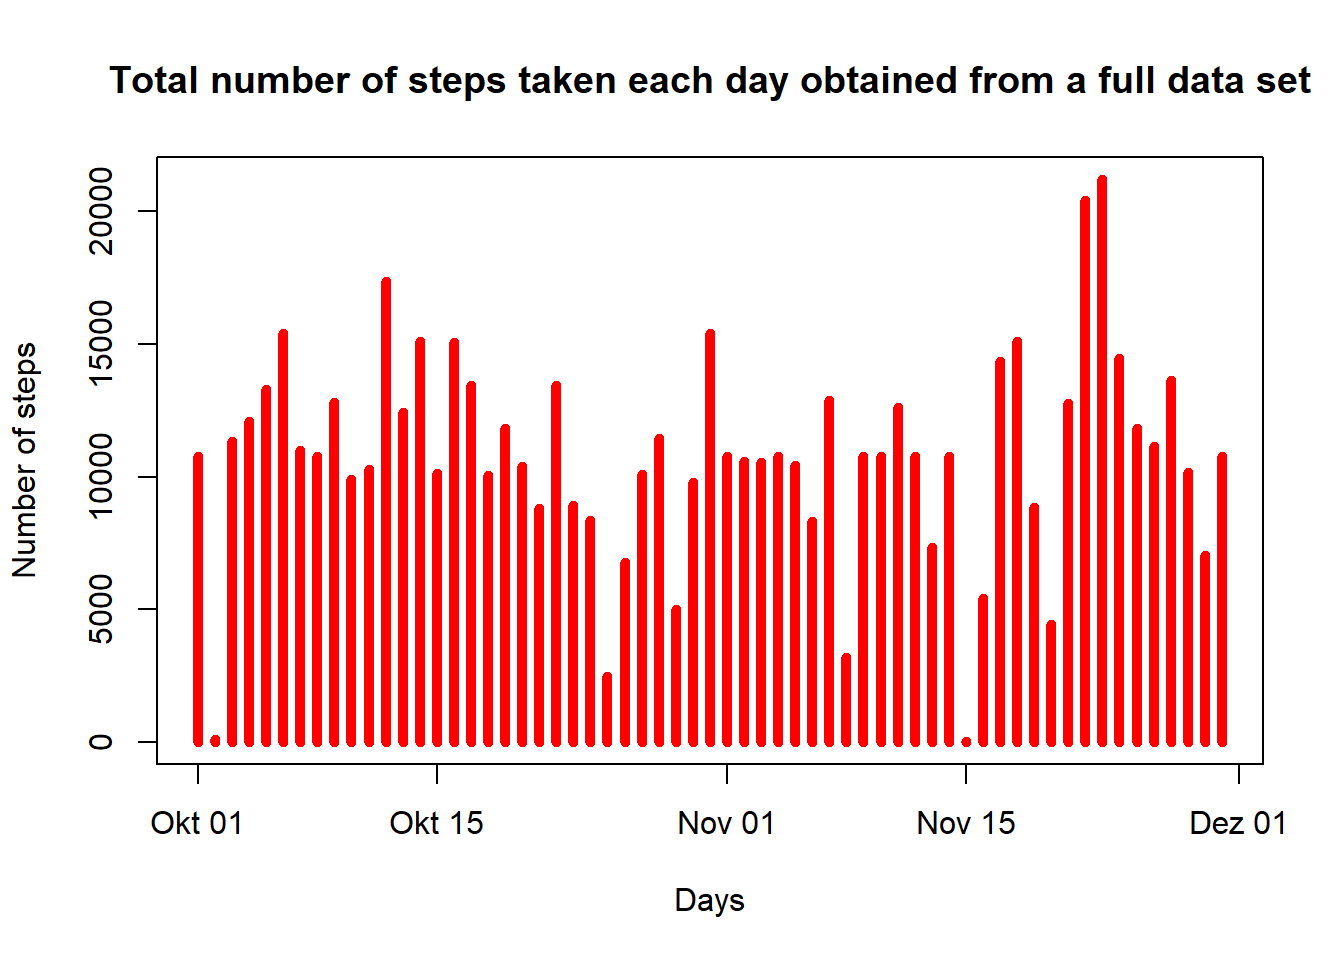 Total number of steps taken each day obtained from a full data set
Number of steps
20000
15000
10000
5000
0
Okt 01 Okt 15 Nov 01 Nov 15 Dez 01
Days